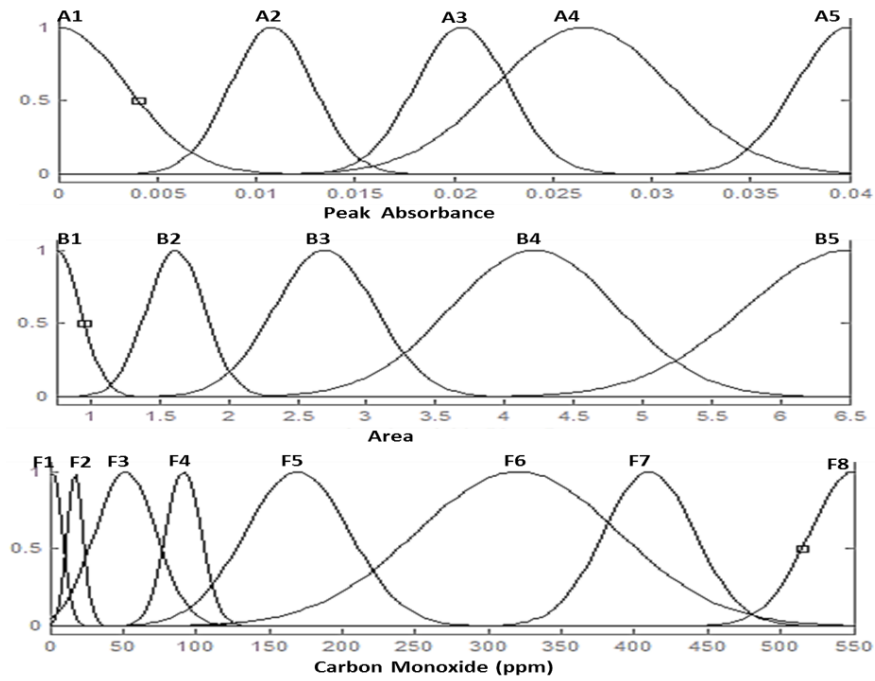 A1 A2 A3 A4 A5
1
0.5
0
0 0.005 0.01 0.015 0.02 0.025 0.03 0.035 0.04
Peak Absorbance
B1 B2 B3 B4 B5
1
0.5
0
1 1.5 2 2.5 3 3.5 4 4.5 5 5.5 6 6.5
Area
F1 F2 F3 F4 F5 F6 F7 F8
1
0.5
0
0 50 100 150 200 250 300 350 400 450 500 550
Carbon Monoxide (ppm)